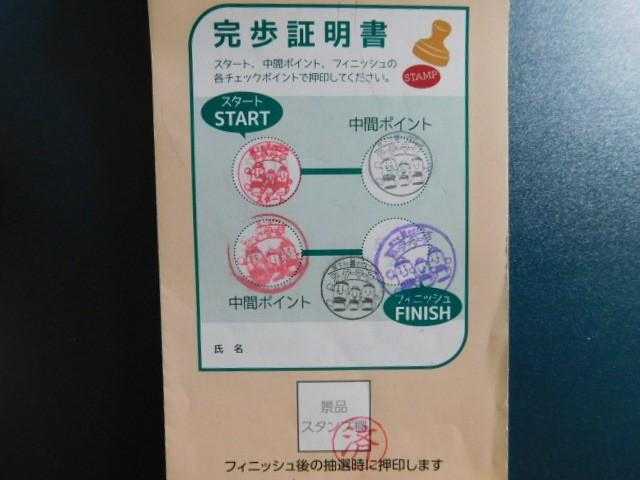 完歩証明書
スタート、中間ポイント、フィニッシュの
各チェックポイントで押印してください。
STAMP
スタート
START
中間ポイント
中間ポイント
フィニッシュ
FINISH
氏 名
景品
スタンプ欄
済
フィニッシュ後の抽選時に押印します